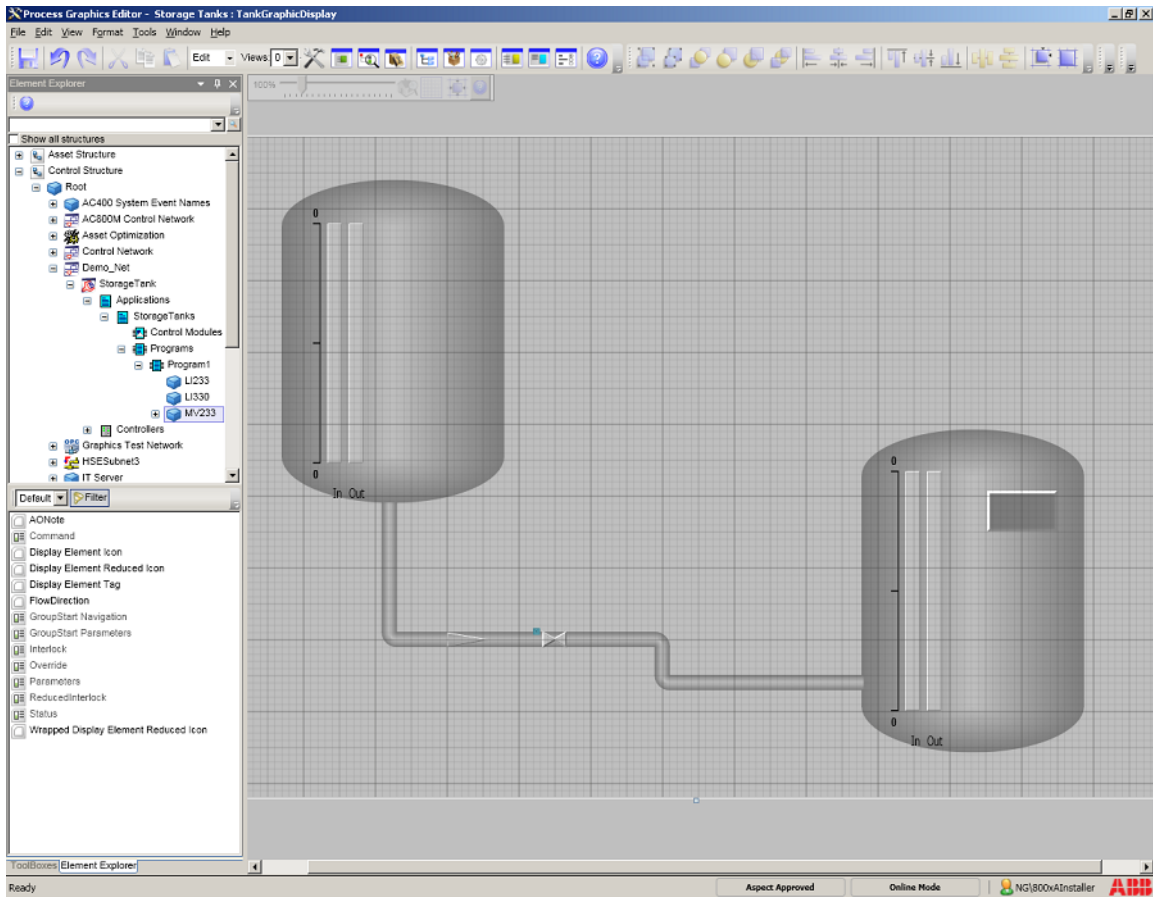 Process Graphics Editor - Storage Tanks : TankGraphicDisplay
File Edit View Format Tools Window Help
Edit Views: 0
Element Explorer
100%
Show all structures
Asset Structure
Control Structure
Root
AC400 System Event Names
AC800M Control Network
Asset Optimization
Control Network
Demo_Net
StorageTank
Applications
StorageTanks
Control Modules
Programs
Program1
LI233
LI330
MV233
Controllers
Graphics Test Network
HSESubnet3
IT Server
Default Filter
AONote
Command
Display Element Icon
Display Element Reduced Icon
Display Element Tag
FlowDirection
GroupStart Navigation
GroupStart Parameters
Interlock
Override
Parameters
ReducedInterlock
Status
Wrapped Display Element Reduced Icon
ToolBoxes Element Explorer
0
0
In Out
0
0
In Out
Ready Aspect Approved Online Mode NG\800xAInstaller ABB